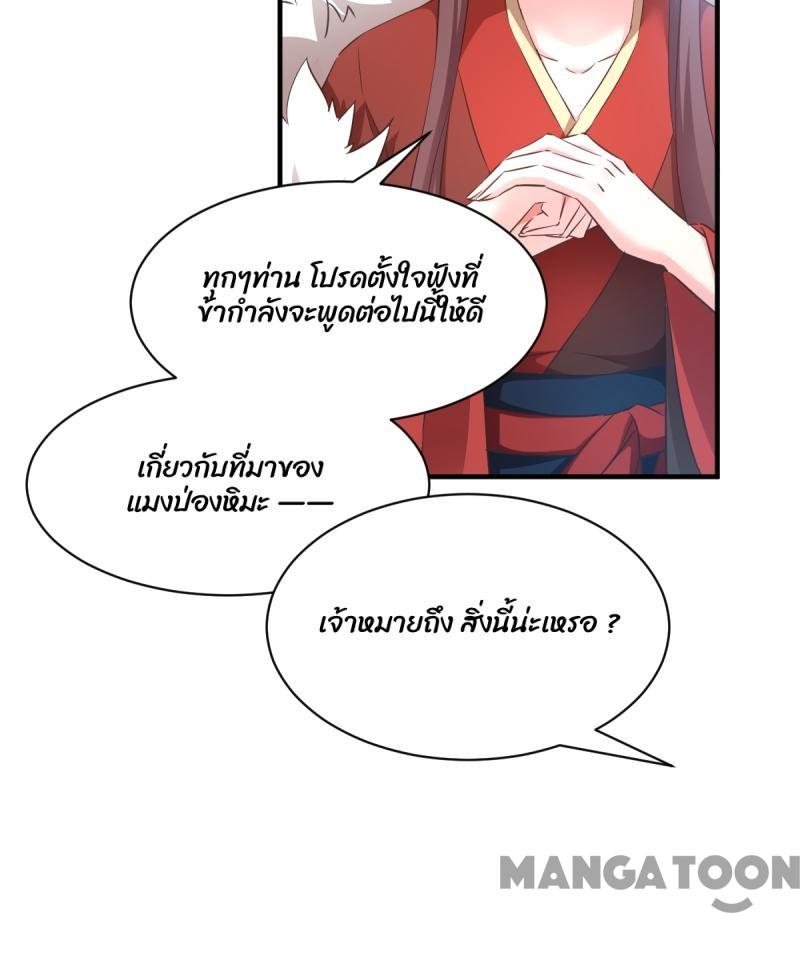 ทุกๆท่าน โปรดตั้งใจฟังที่
ข้ากำลังจะพูดต่อไปนี้ให้ดี
เกี่ยวกับที่มาของ
แมงป่องหิมะ ——
เจ้าหมายถึง สิ่งนี้น่ะเหรอ ?
MANGATOON